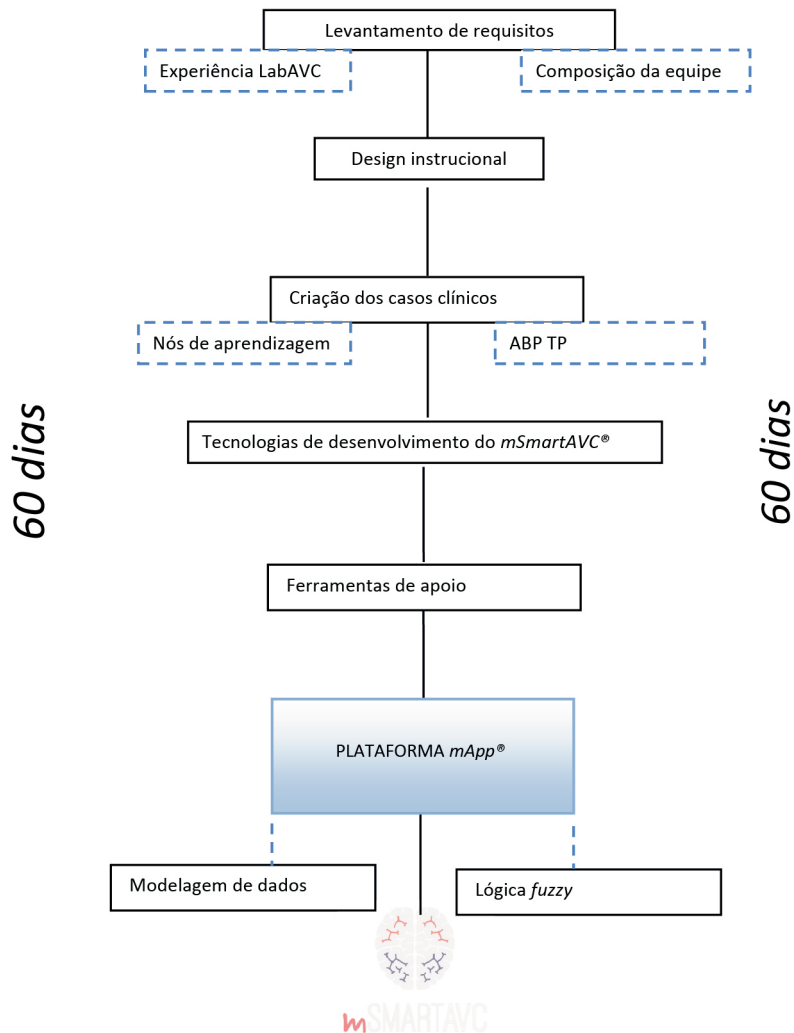 Levantamento de requisitos
Experiência LabAVC
Composição da equipe
Design instrucional
Criação dos casos clínicos
Nós de aprendizagem
ABP TP
60 dias
60 dias
Tecnologias de desenvolvimento do mSmartAVC®
Ferramentas de apoio
PLATAFORMA mApp®
Modelagem de dados
Lógica fuzzy
mSMARTAVC